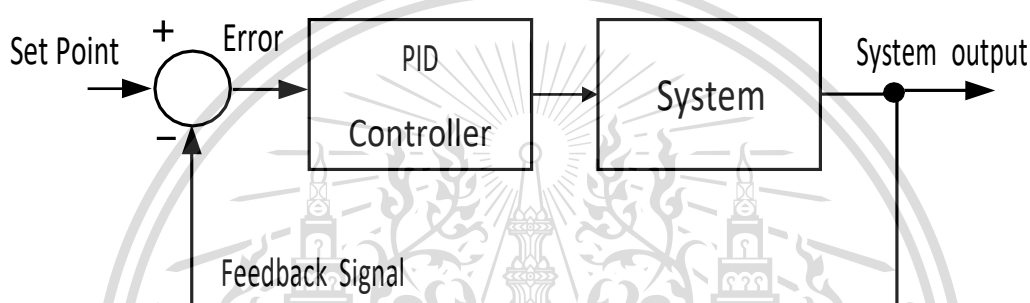 Set Point
+
−
Error
PID
Controller
System
System output
Feedback Signal